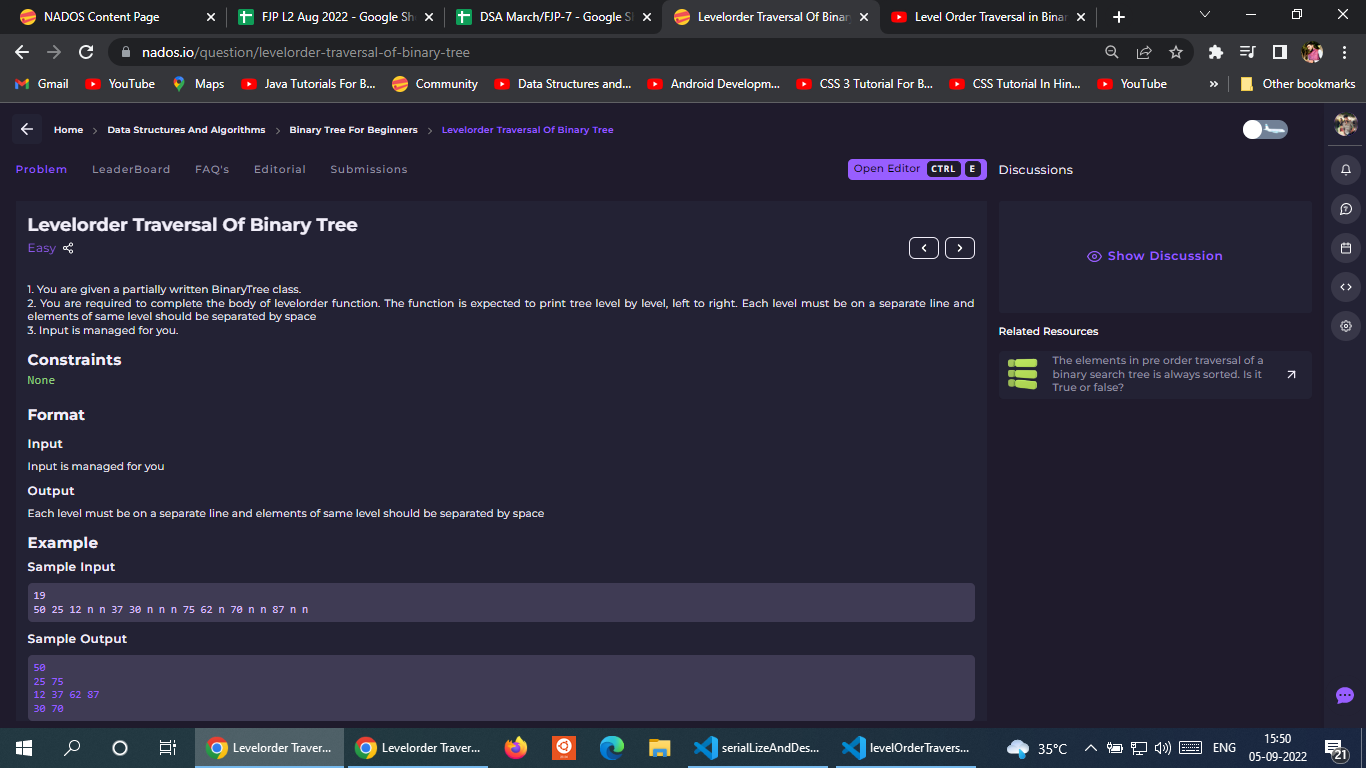 NADOS Content Page
FJP L2 Aug 2022 - Google She
DSA March/FJP-7 - Google S
Levelorder Traversal Of Binary
Level Order Traversal in Binar
nados.io/question/levelorder-traversal-of-binary-tree
Gmail YouTube Maps Java Tutorials For B... Community Data Structures and... Android Developm... CSS 3 Tutorial For B... CSS Tutorial In Hin... YouTube » Other bookmarks
Home > Data Structures And Algorithms > Binary Tree For Beginners > Levelorder Traversal Of Binary Tree
Problem LeaderBoard FAQ's Editorial Submissions
Open Editor CTRL E
Discussions
Levelorder Traversal Of Binary Tree
Easy
Show Discussion
1. You are given a partially written BinaryTree class.
2. You are required to complete the body of levelorder function. The function is expected to print tree level by level, left to right. Each level must be on a separate line and
elements of same level should be separated by space
3. Input is managed for you.
Related Resources
The elements in pre order traversal of a
binary search tree is always sorted. Is it
True or false?
Constraints
None
Format
Input
Input is managed for you
Output
Each level must be on a separate line and elements of same level should be separated by space
Example
Sample Input
19
50 25 12 n n 37 30 n n n 75 62 n 70 n n 87 n n
Sample Output
50
25 75
12 37 62 87
30 70
Levelorder Traver...
Levelorder Traver...
serialLizeAndDes...
levelOrderTravers...
35°C
ENG
15:50
05-09-2022
21